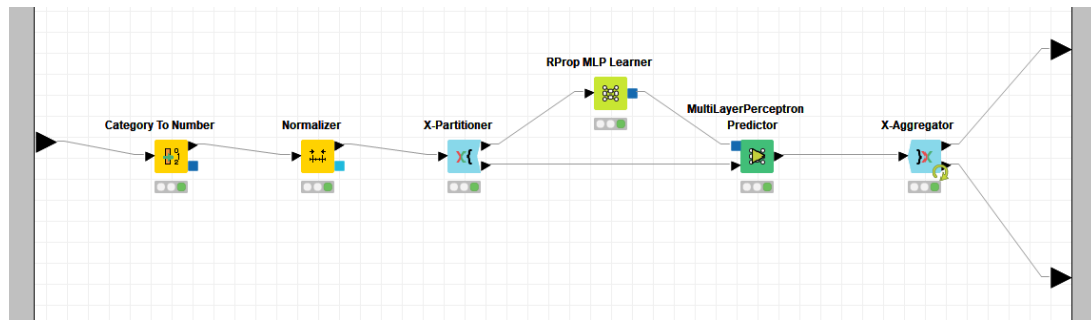 RProp MLP Learner
MultiLayerPerceptron
Predictor
Category To Number
Normalizer
X-Partitioner
X-Aggregator